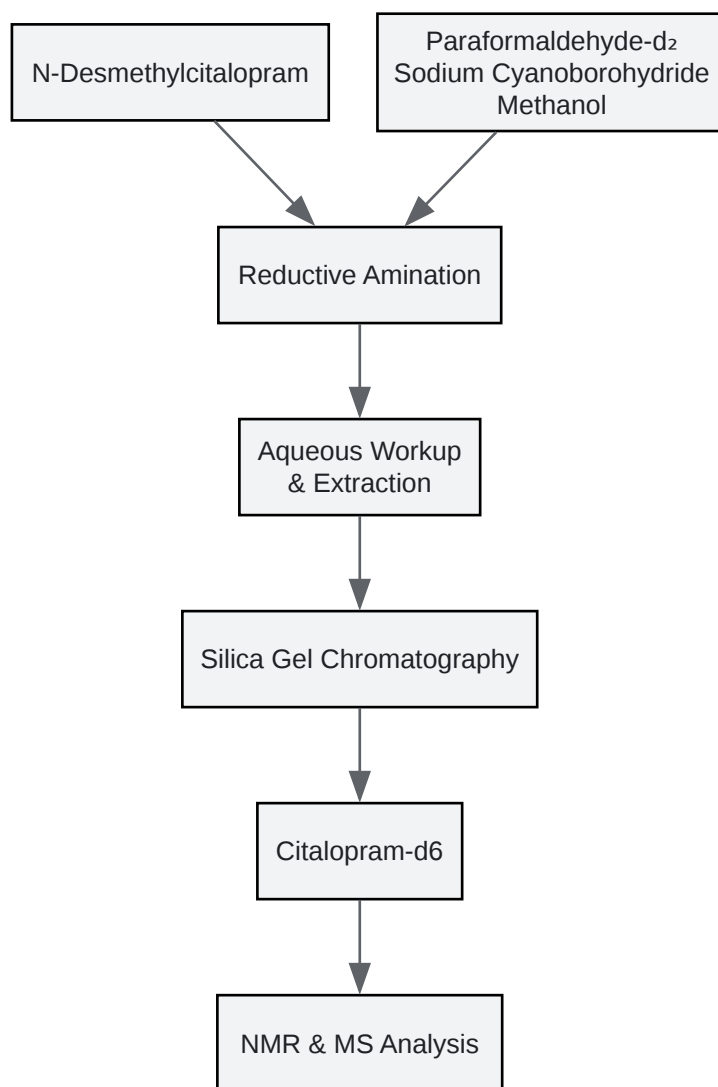 N-Desmethylcitalopram
Paraformaldehyde-d₂
Sodium Cyanoborohydride
Methanol
Reductive Amination
Aqueous Workup
& Extraction
Silica Gel Chromatography
Citalopram-d6
NMR & MS Analysis